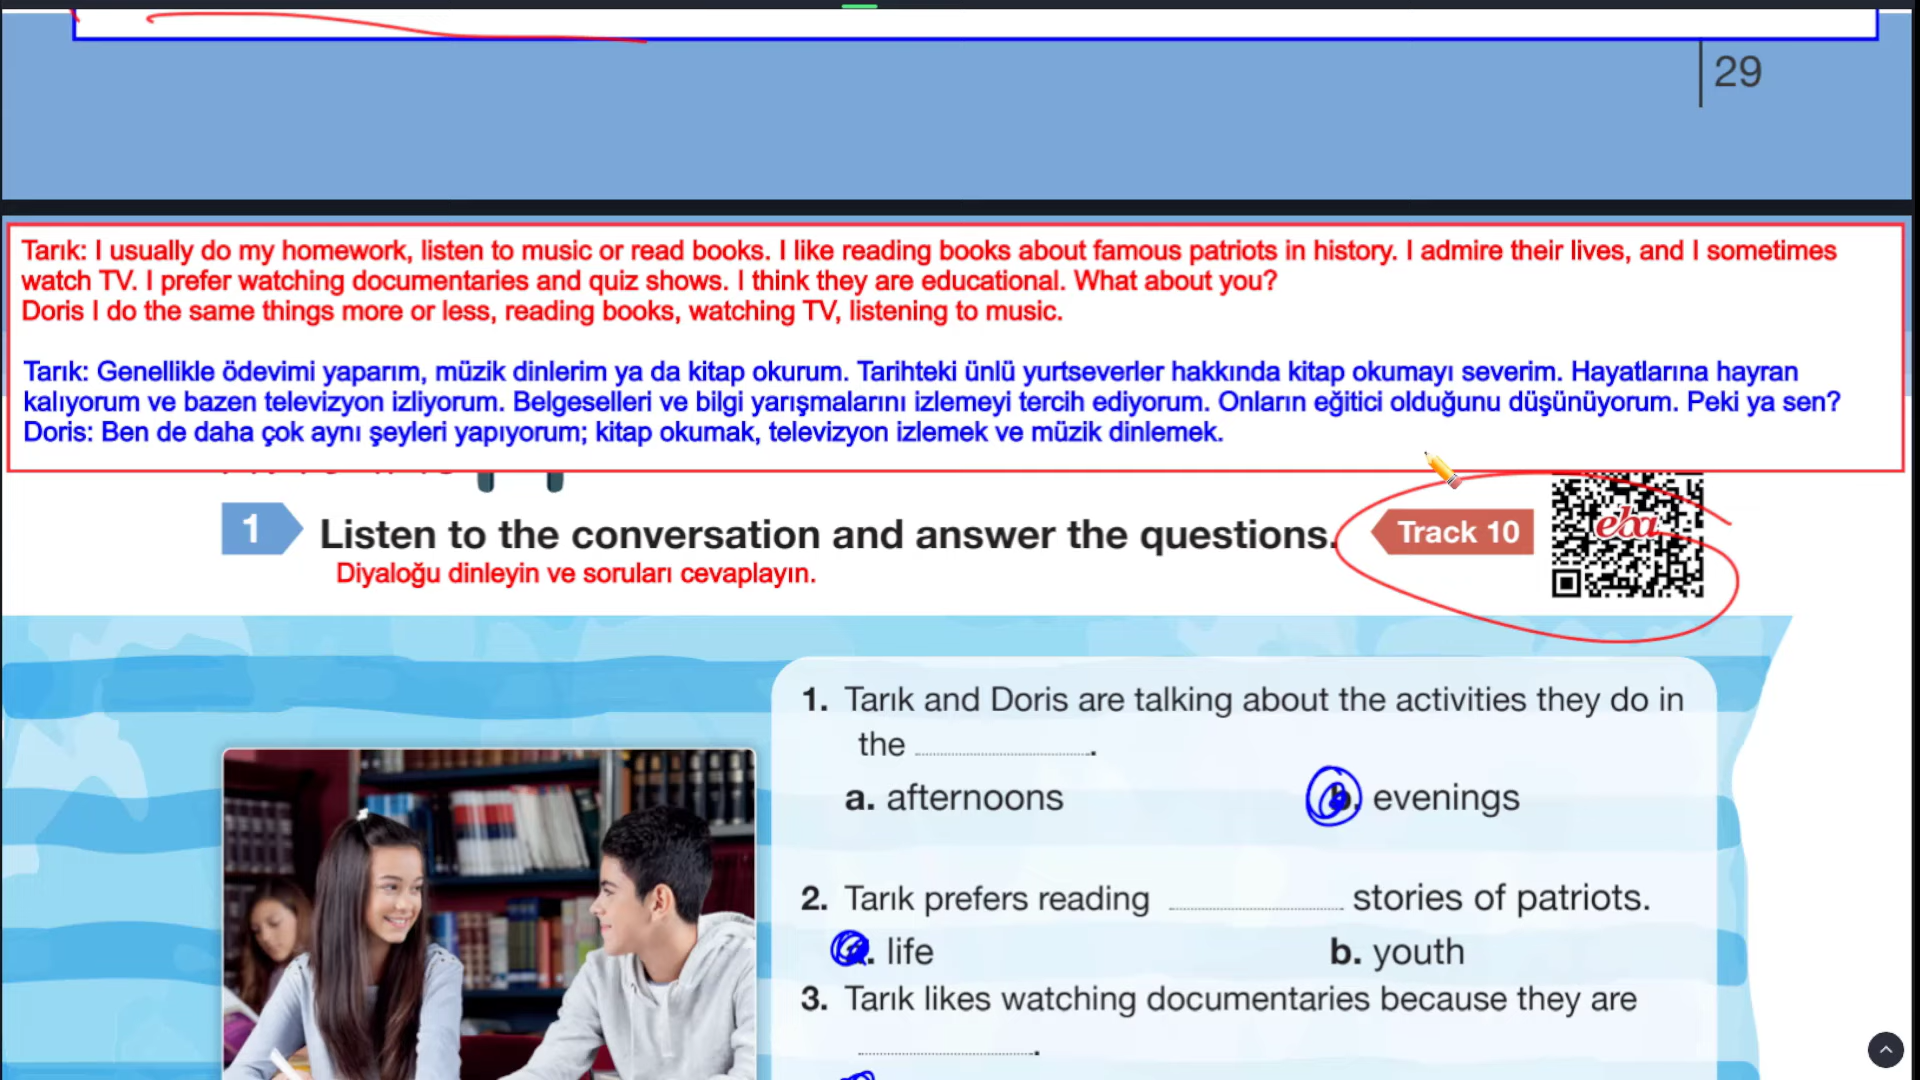 29
Tarık: I usually do my homework, listen to music or read books. I like reading books about famous patriots in history. I admire their lives, and I sometimes
watch TV. I prefer watching documentaries and quiz shows. I think they are educational. What about you?
Doris I do the same things more or less, reading books, watching TV, listening to music.
Tarık: Genellikle ödevimi yaparım, müzik dinlerim ya da kitap okurum. Tarihteki ünlü yurtseverler hakkında kitap okumayı severim. Hayatlarına hayran
kalıyorum ve bazen televizyon izliyorum. Belgeselleri ve bilgi yarışmalarını izlemeyi tercih ediyorum. Onların eğitici olduğunu düşünüyorum. Peki ya sen?
Doris: Ben de daha çok aynı şeyleri yapıyorum; kitap okumak, televizyon izlemek ve müzik dinlemek.
1 Listen to the conversation and answer the questions. Track 10 eba
Diyaloğu dinleyin ve soruları cevaplayın.
1. Tarık and Doris are talking about the activities they do in
the ....................
a. afternoons b. evenings
2. Tarık prefers reading .................... stories of patriots.
a. life b. youth
3. Tarık likes watching documentaries because they are
....................